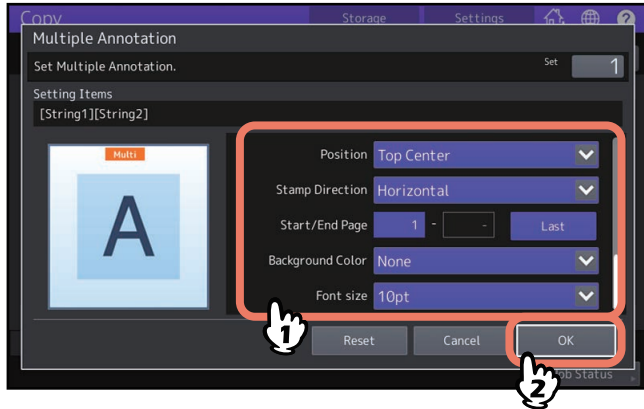 Copy Storage Settings ?
Multiple Annotation
Set Multiple Annotation. Set 1
Setting Items
[String1][String2]
Multi
A
Position Top Center
Stamp Direction Horizontal
Start/End Page 1 - - Last
Background Color None
Font size 10pt
1
Reset Cancel OK
2
Job Status